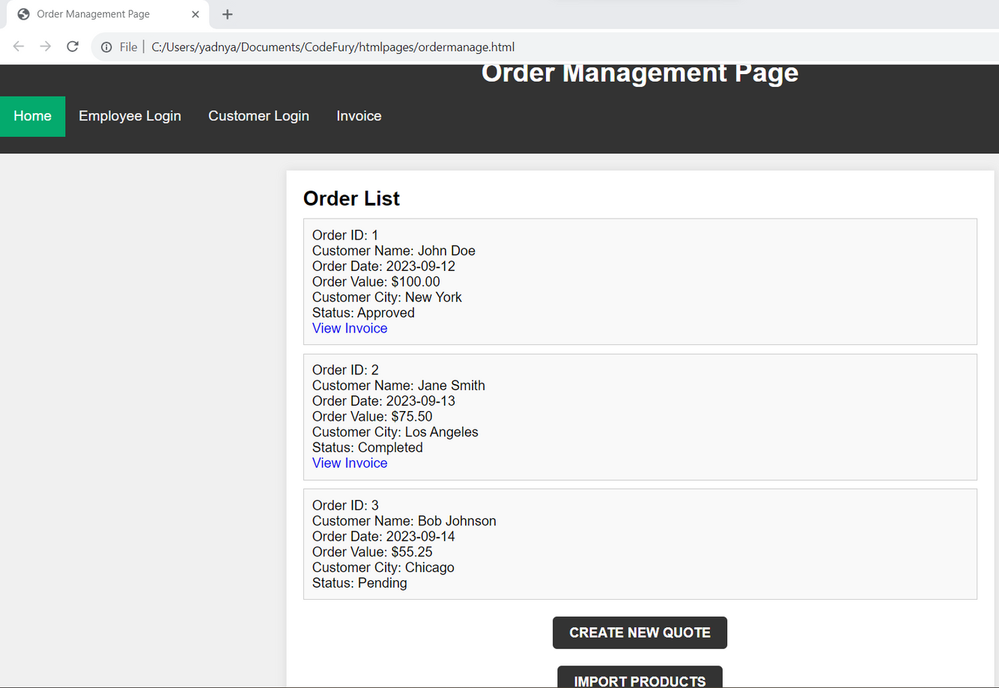 Order Management Page
File | C:/Users/yadnya/Documents/CodeFury/htmlpages/ordermanage.html
Order Management Page
Home Employee Login Customer Login Invoice
Order List
Order ID: 1
Customer Name: John Doe
Order Date: 2023-09-12
Order Value: $100.00
Customer City: New York
Status: Approved
View Invoice
Order ID: 2
Customer Name: Jane Smith
Order Date: 2023-09-13
Order Value: $75.50
Customer City: Los Angeles
Status: Completed
View Invoice
Order ID: 3
Customer Name: Bob Johnson
Order Date: 2023-09-14
Order Value: $55.25
Customer City: Chicago
Status: Pending
CREATE NEW QUOTE
IMPORT PRODUCTS